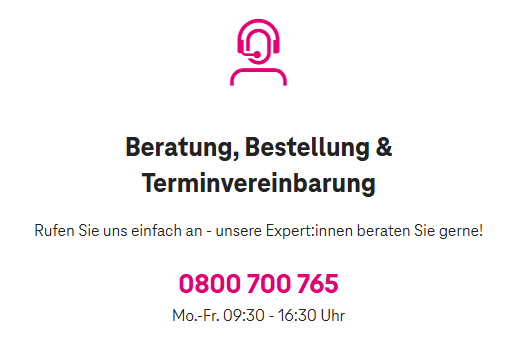 Beratung, Bestellung &
Terminvereinbarung
Rufen Sie uns einfach an - unsere Expert:innen beraten Sie gerne!
0800 700 765
Mo.-Fr. 09:30 - 16:30 Uhr